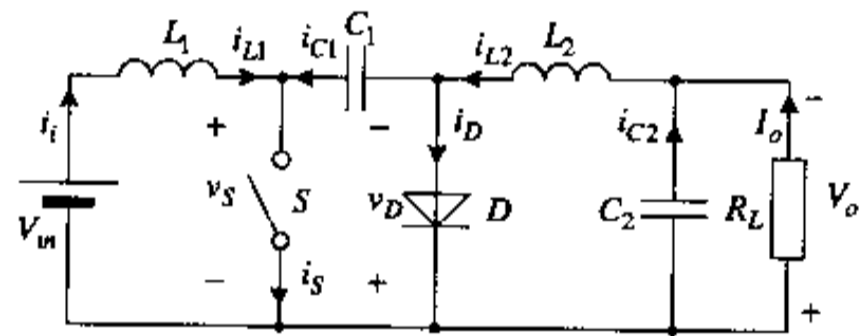 L1 iL1 iC1 C1 iL2 L2
ii + − iD iC2 Io −
vS S vD D C2 RL Vo
Vin
− iS + +